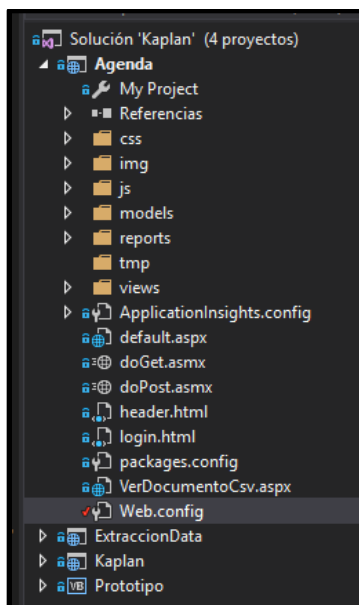 Solución 'Kaplan' (4 proyectos)
Agenda
My Project
Referencias
css
img
js
models
reports
tmp
views
ApplicationInsights.config
default.aspx
doGet.asmx
doPost.asmx
header.html
login.html
packages.config
VerDocumentoCsv.aspx
Web.config
ExtraccionData
Kaplan
VB Prototipo